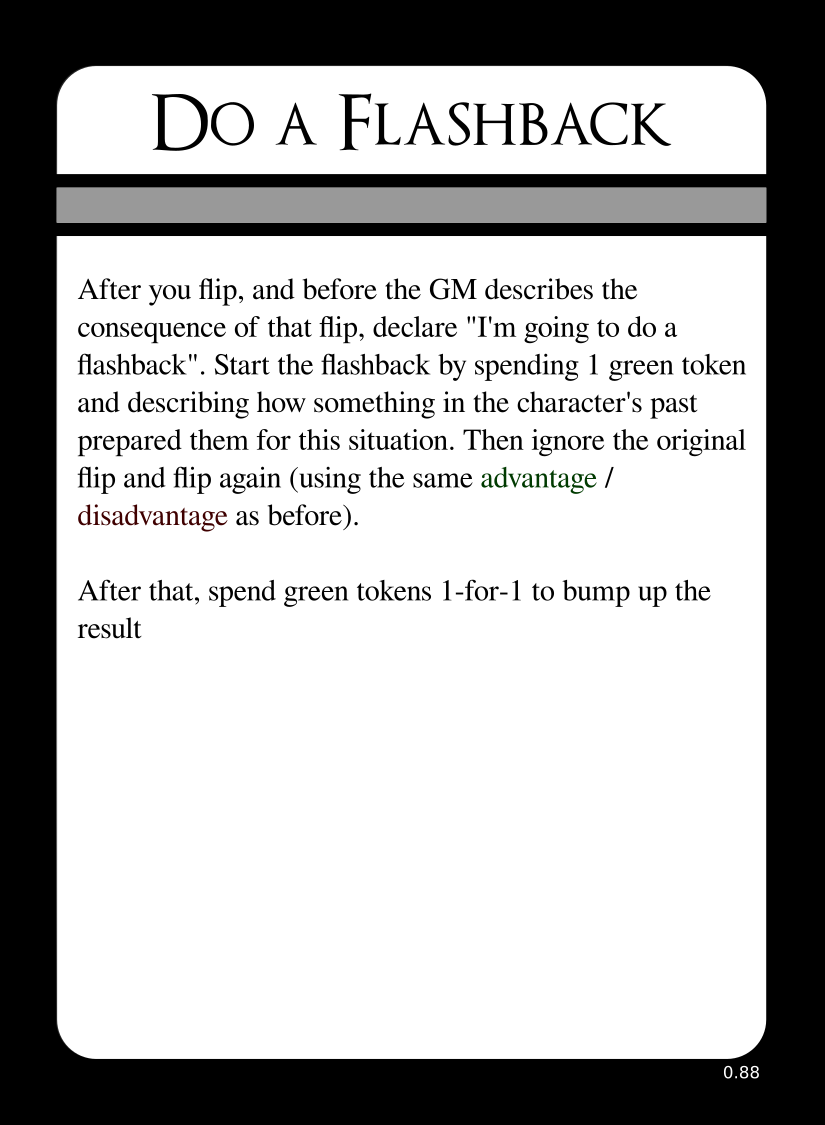 Do a Flashback
After you flip, and before the GM describes the
consequence of that flip, declare "I'm going to do a
flashback". Start the flashback by spending 1 green token
and describing how something in the character's past
prepared them for this situation. Then ignore the original
flip and flip again (using the same advantage /
disadvantage as before).
After that, spend green tokens 1-for-1 to bump up the
result
0.88